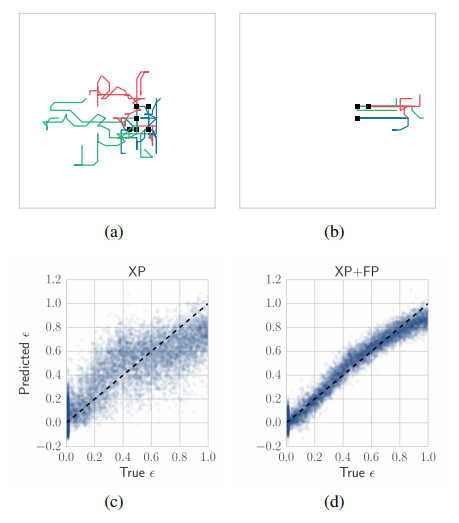 (a)
(b)
XP
Predicted ϵ
1.2
1.0
0.8
0.6
0.4
0.2
0.0
−0.2
0.0 0.2 0.4 0.6 0.8 1.0
True ϵ
(c)
XP+FP
1.2
1.0
0.8
0.6
0.4
0.2
0.0
−0.2
0.0 0.2 0.4 0.6 0.8 1.0
True ϵ
(d)